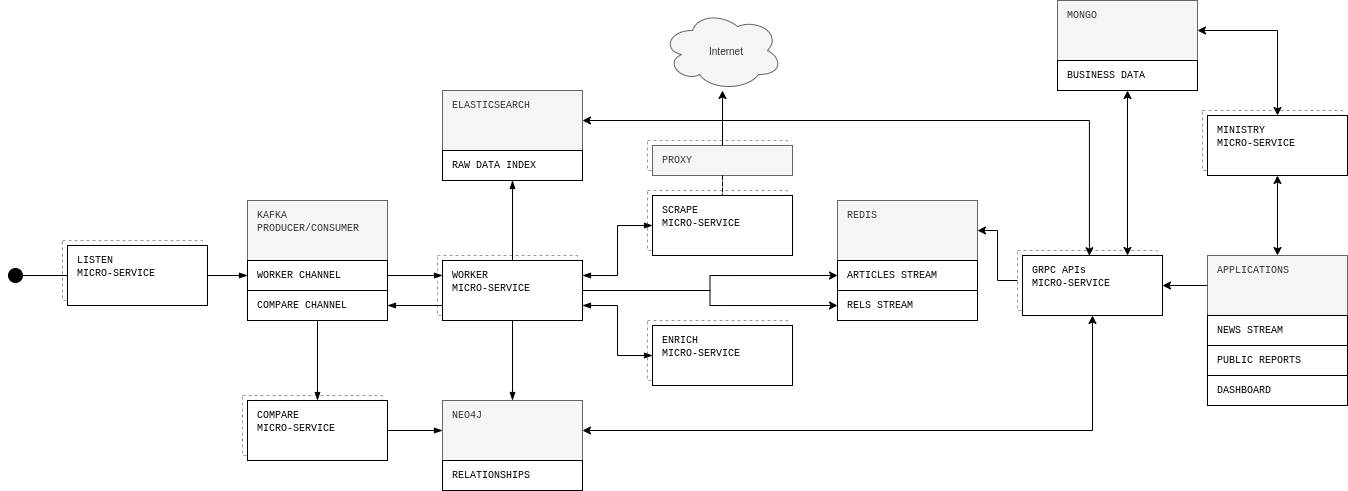 MONGO
BUSINESS DATA
Internet
ELASTICSEARCH
RAW DATA INDEX
MINISTRY
MICRO-SERVICE
PROXY
SCRAPE
MICRO-SERVICE
KAFKA
PRODUCER/CONSUMER
WORKER CHANNEL
COMPARE CHANNEL
REDIS
ARTICLES STREAM
RELS STREAM
LISTEN
MICRO-SERVICE
WORKER
MICRO-SERVICE
GRPC APIs
MICRO-SERVICE
APPLICATIONS
NEWS STREAM
PUBLIC REPORTS
DASHBOARD
ENRICH
MICRO-SERVICE
COMPARE
MICRO-SERVICE
NEO4J
RELATIONSHIPS